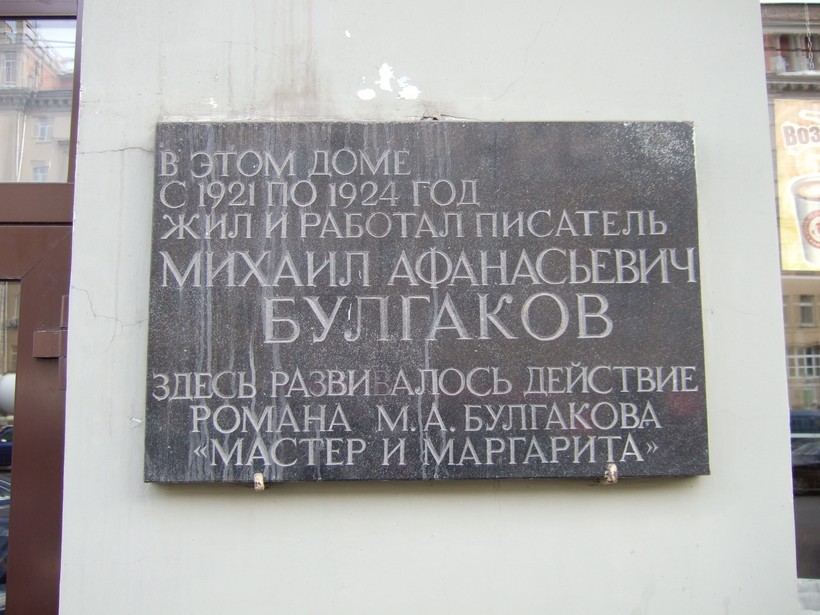 В ЭТОМ ДОМЕ
С 1921 ПО 1924 ГОД
ЖИЛ И РАБОТАЛ ПИСАТЕЛЬ
МИХАИЛ АФАНАСЬЕВИЧ
БУЛГАКОВ
ЗДЕСЬ РАЗВИВАЛОСЬ ДЕЙСТВИЕ
РОМАНА М.А.БУЛГАКОВА
«МАСТЕР И МАРГАРИТА»